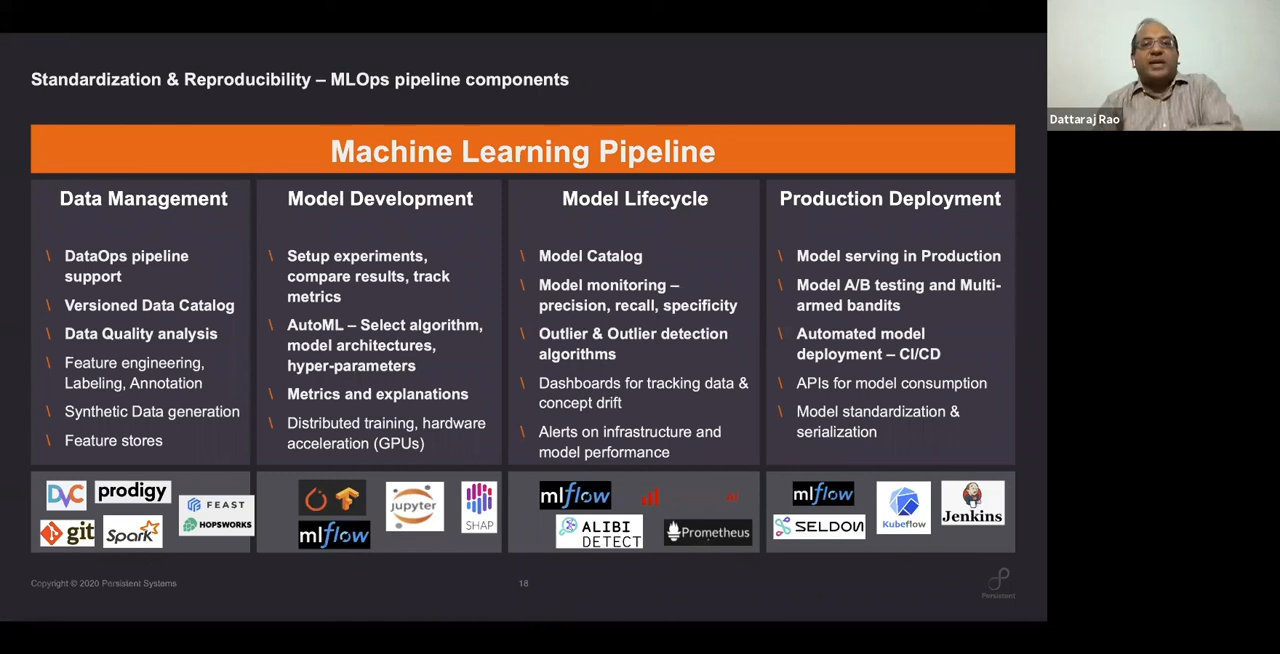 Standardization & Reproducibility – MLOps pipeline components
Dattaraj Rao
Machine Learning Pipeline
Data Management
\ DataOps pipeline
support
\ Versioned Data Catalog
\ Data Quality analysis
\ Feature engineering,
Labeling, Annotation
\ Synthetic Data generation
\ Feature stores
DVC
prodigy
FEAST
HOPSWORKS
git
Spark
Model Development
\ Setup experiments,
compare results, track
metrics
\ AutoML – Select algorithm,
model architectures,
hyper-parameters
\ Metrics and explanations
\ Distributed training, hardware
acceleration (GPUs)
mlflow
jupyter
SHAP
Model Lifecycle
\ Model Catalog
\ Model monitoring –
precision, recall, specificity
\ Outlier & Outlier detection
algorithms
\ Dashboards for tracking data &
concept drift
\ Alerts on infrastructure and
model performance
mlflow
ALIBI
DETECT
Prometheus
Production Deployment
\ Model serving in Production
\ Model A/B testing and Multi-
armed bandits
\ Automated model
deployment – CI/CD
\ APIs for model consumption
\ Model standardization &
serialization
mlflow
SELDON
Kubeflow
Jenkins
Copyright © 2020 Persistent Systems
18
Persistent